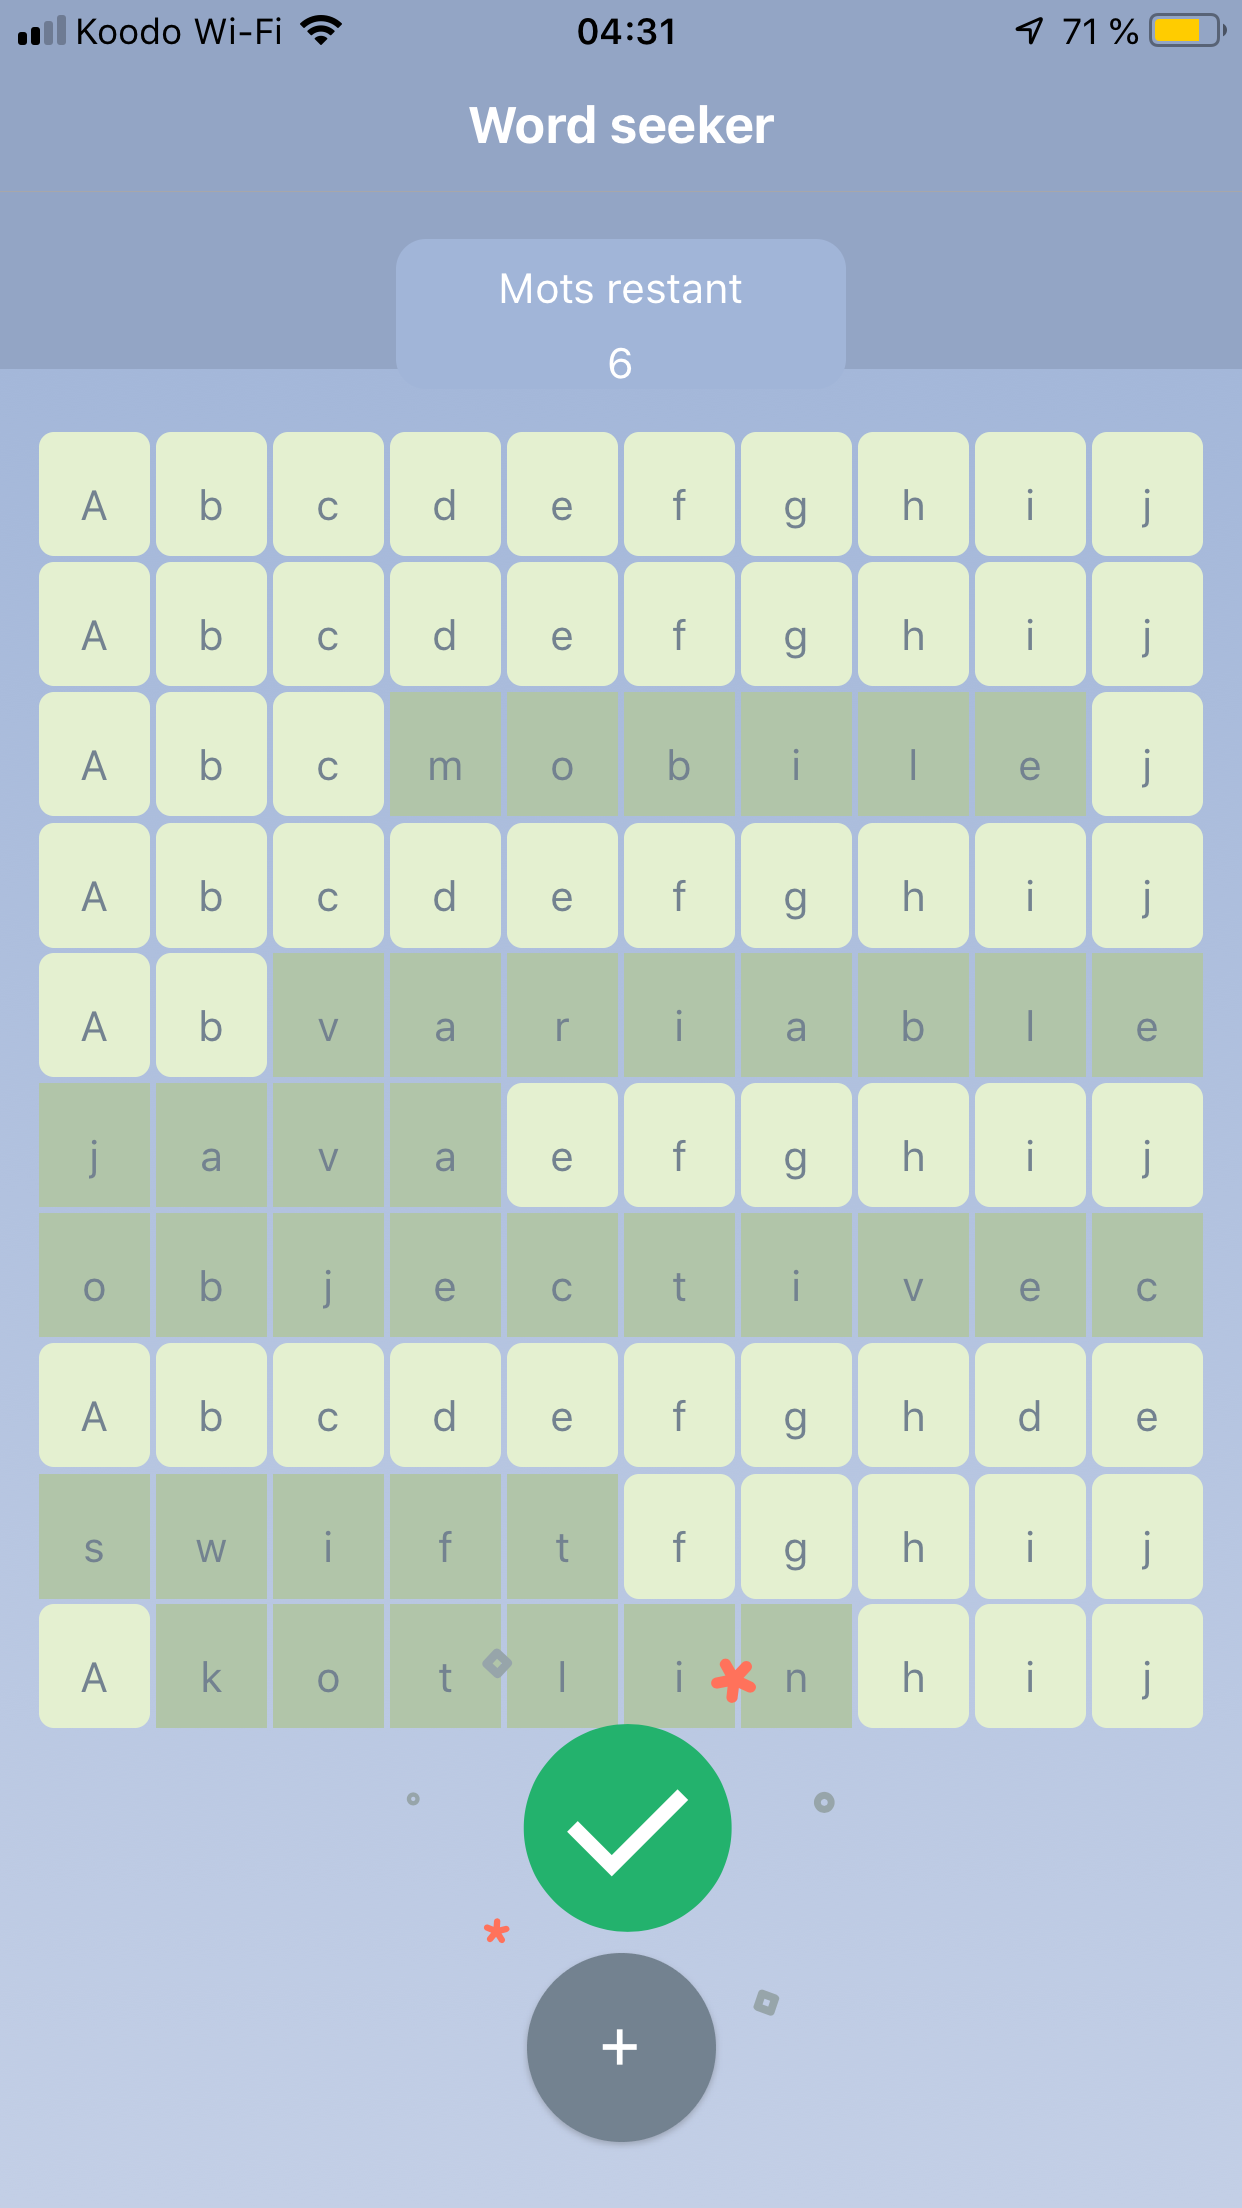 Koodo Wi-Fi 04:31 71 %
Word seeker
Mots restant
6
A b c d e f g h i j
A b c d e f g h i j
A b c m o b i l e j
A b c d e f g h i j
A b v a r i a b l e
j a v a e f g h i j
o b j e c t i v e c
A b c d e f g h d e
s w i f t f g h i j
A k o t l i n h i j
+